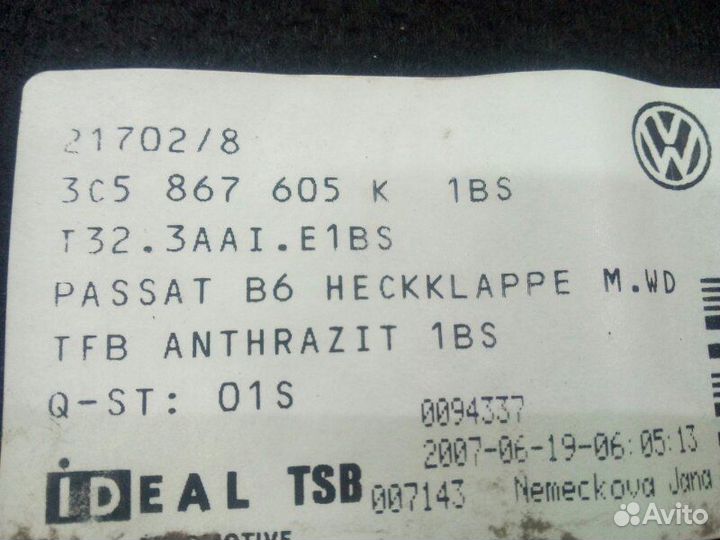 21702/8
3C5 867 605 K 1BS
T32.3AAI.E1BS
PASSAT B6 HECKKLAPPE M.WD
TFB ANTHRAZIT 1BS
Q-ST: 01S
0094337
2007-06-19-06:05:13
iDEAL TSB
007143 Nemeckova Jana
Avito